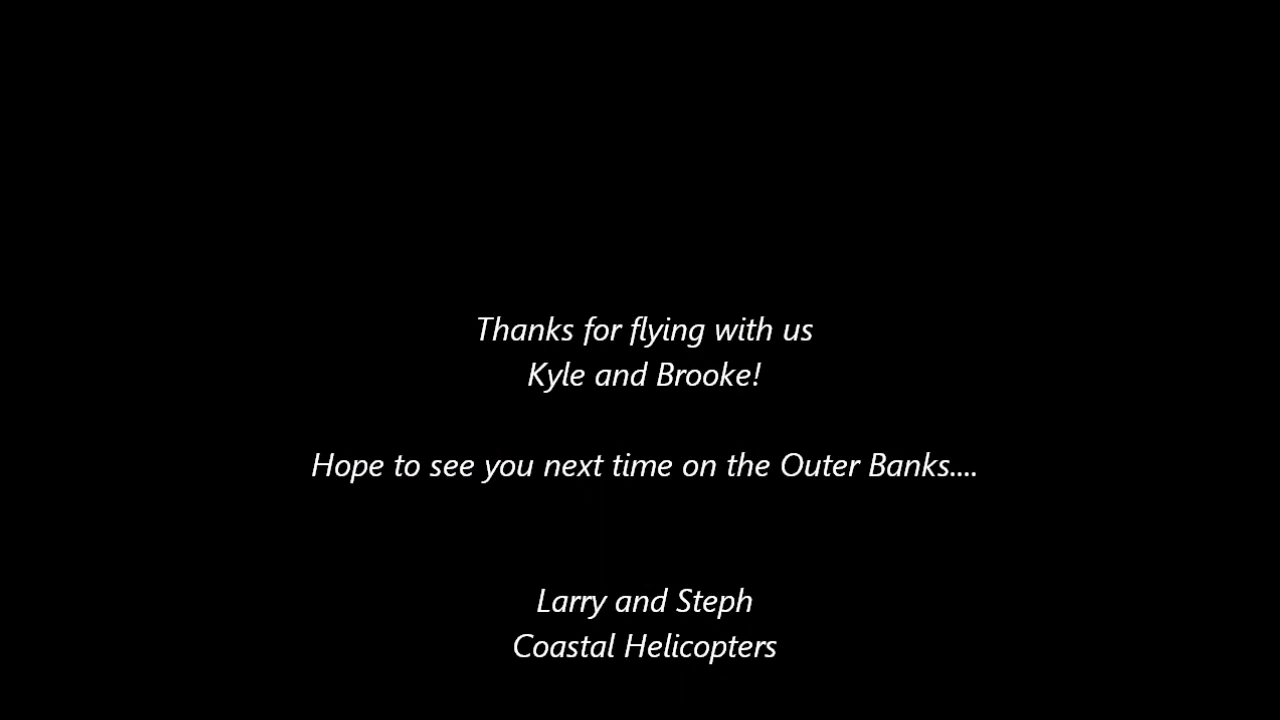 Thanks for flying with us
Kyle and Brooke!
Hope to see you next time on the Outer Banks....
Larry and Steph
Coastal Helicopters